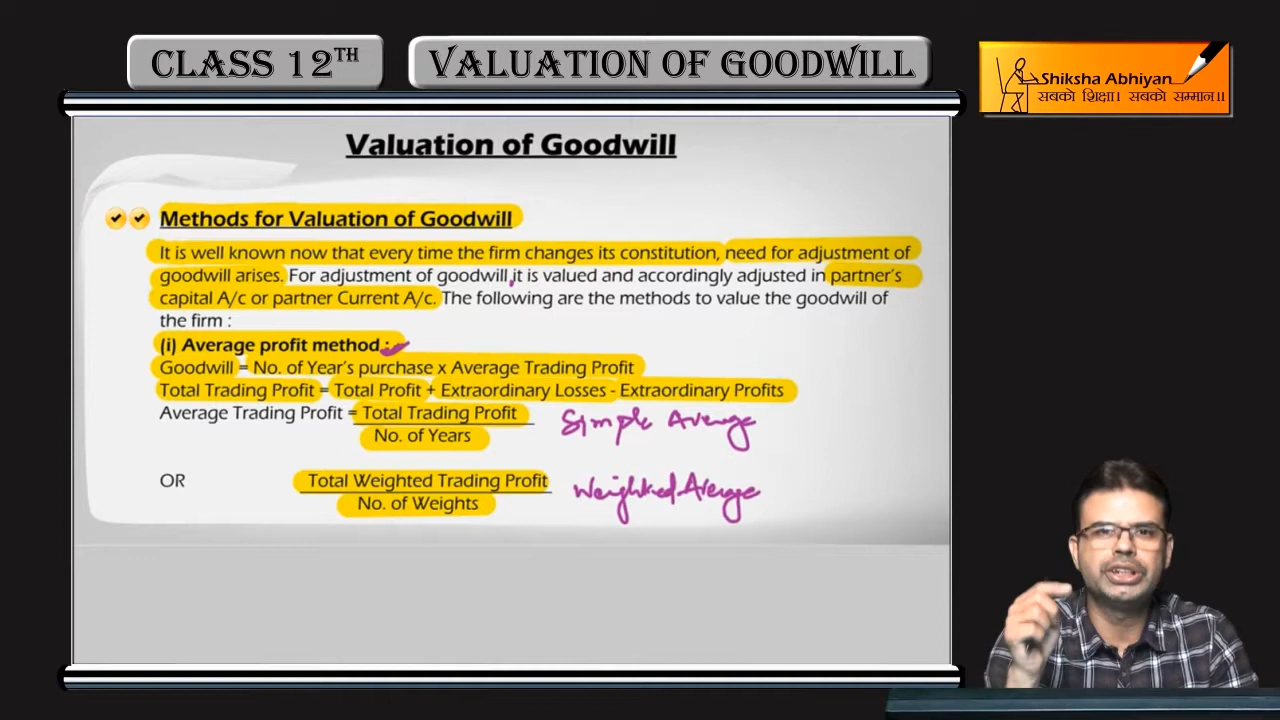 CLASS 12TH
VALUATION OF GOODWILL
Shiksha Abhiyan
सबको शिक्षा। सबको सम्मान।।
Valuation of Goodwill
Methods for Valuation of Goodwill
It is well known now that every time the firm changes its constitution, need for adjustment of
goodwill arises. For adjustment of goodwill,it is valued and accordingly adjusted in partner's
capital A/c or partner Current A/c. The following are the methods to value the goodwill of
the firm :
(i) Average profit method :
Goodwill = No. of Year's purchase x Average Trading Profit
Total Trading Profit = Total Profit + Extraordinary Losses - Extraordinary Profits
Average Trading Profit = Total Trading Profit
No. of Years
Simple Average
OR Total Weighted Trading Profit
No. of Weights
Weighted Average